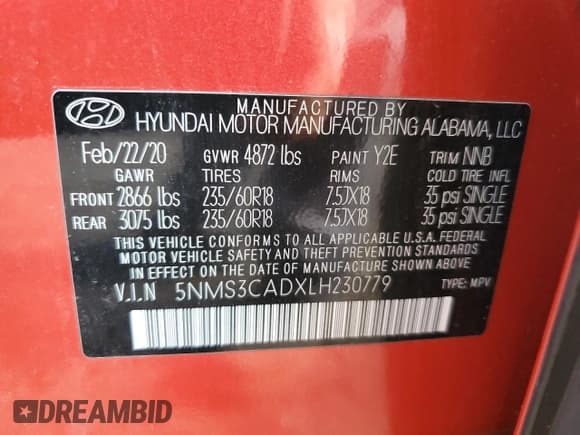 MANUFACTURED BY
HYUNDAI MOTOR MANUFACTURING ALABAMA, LLC
Feb/22/20 GVWR 4872 lbs PAINT Y2E TRIM NNB
GAWR TIRES RIMS COLD TIRE INFL
FRONT 2866 lbs 235/60R18 7.5JX18 35 psi SINGLE
REAR 3075 lbs 235/60R18 7.5JX18 35 psi SINGLE
THIS VEHICLE CONFORMS TO ALL APPLICABLE U.S.A. FEDERAL
MOTOR VEHICLE SAFETY AND THEFT PREVENTION STANDARDS
IN EFFECT ON THE DATE OF MANUFACTURE SHOWN ABOVE.
V.I.N 5NMS3CADXLH230779 TYPE: MPV
DREAMBID